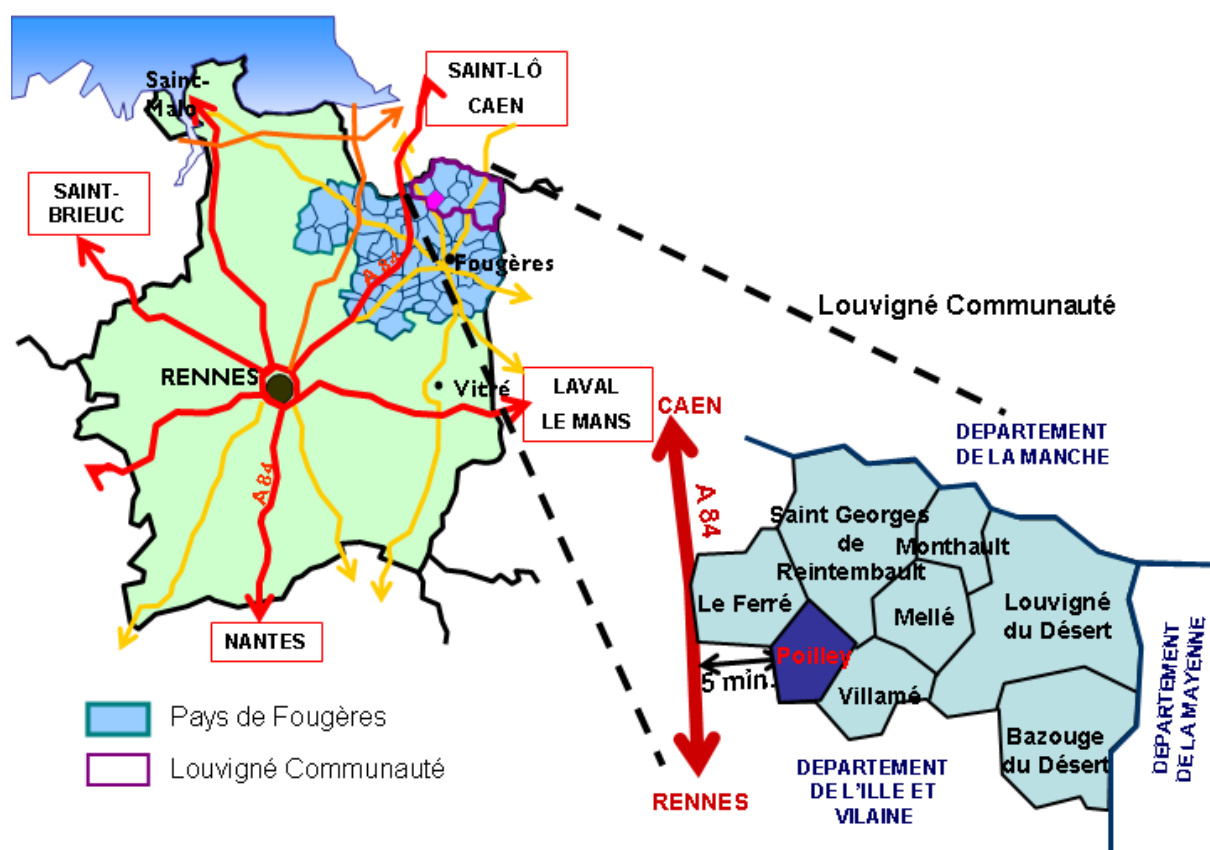 Saint-
Malo
SAINT-LÔ
CAEN
SAINT-
BRIEUC
A 84
Fougères
Louvigné Communauté
RENNES
Vitré
LAVAL
LE MANS
A 84
NANTES
Pays de Fougères
Louvigné Communauté
CAEN
A 84
DEPARTEMENT
DE LA MANCHE
Saint Georges
de
Reintembault
Monthault
Le Ferré
Mellé
Louvigné
du Désert
Poilley
5 min.
Villamé
Bazouge
du Désert
DEPARTEMENT
DE LA MAYENNE
DEPARTEMENT
DE L'ILLE ET
VILAINE
RENNES